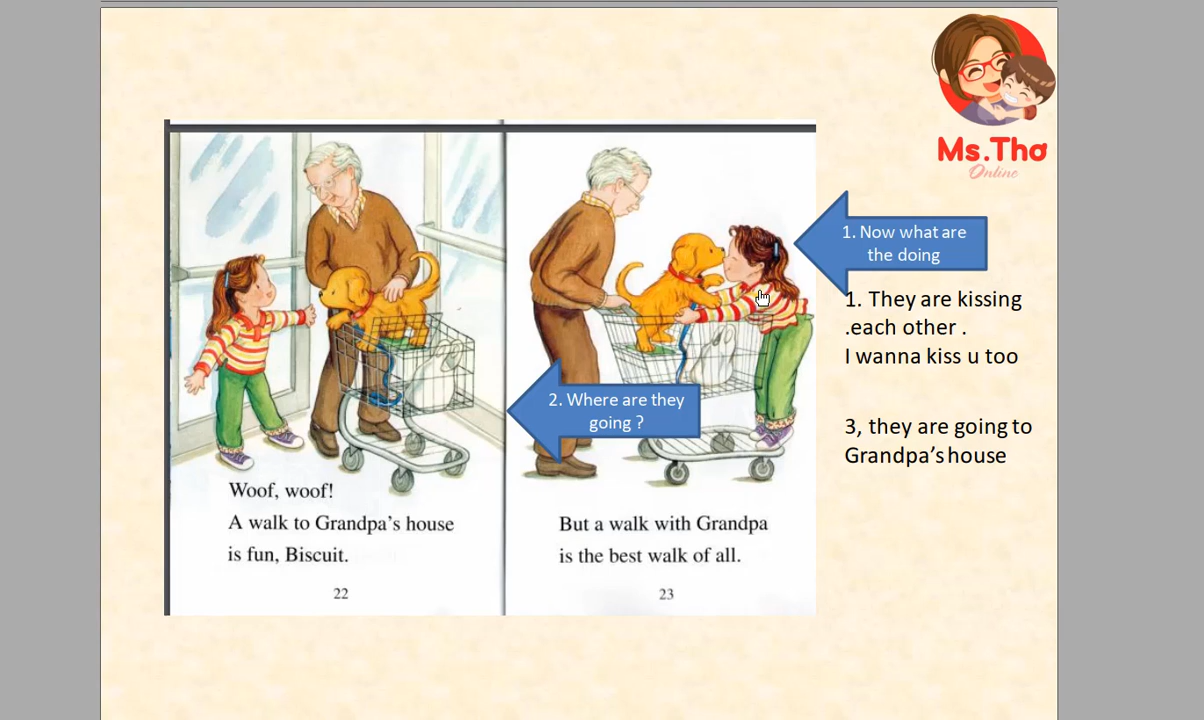 Ms.Thơ
Online
1. Now what are
the doing
1. They are kissing
.each other .
I wanna kiss u too
2. Where are they
going ?
3, they are going to
Grandpa's house
Woof, woof!
A walk to Grandpa's house
is fun, Biscuit.
22
But a walk with Grandpa
is the best walk of all.
23